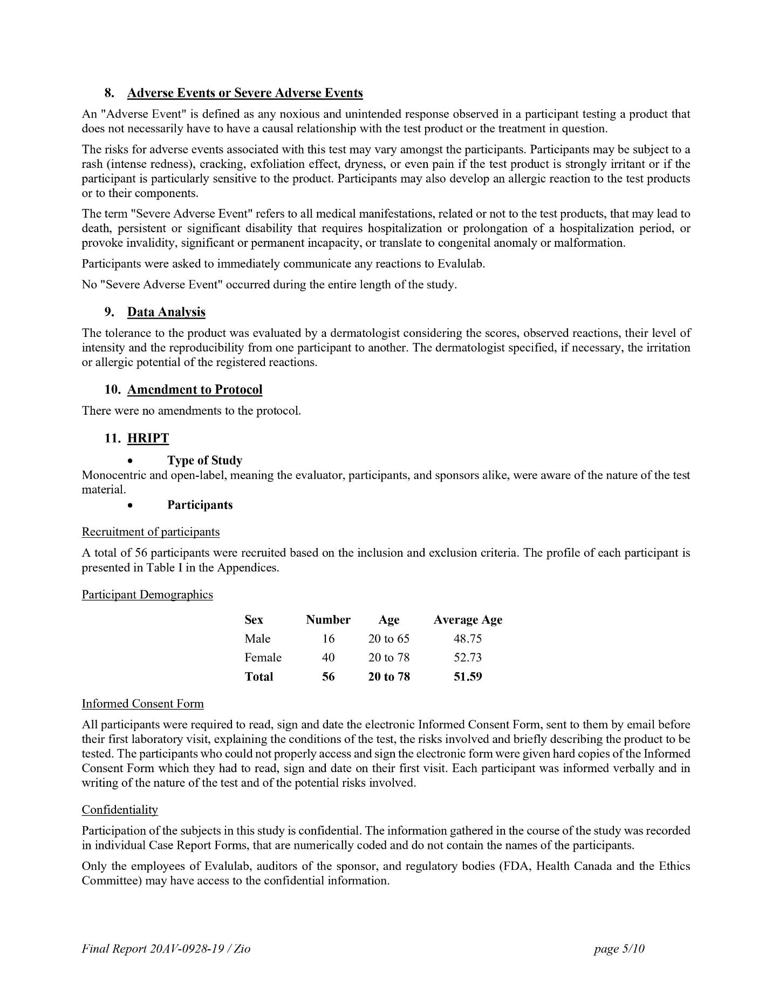 8. Adverse Events or Severe Adverse Events
An "Adverse Event" is defined as any noxious and unintended response observed in a participant testing a product that
does not necessarily have to have a causal relationship with the test product or the treatment in question.
The risks for adverse events associated with this test may vary amongst the participants. Participants may be subject to a
rash (intense redness), cracking, exfoliation effect, dryness, or even pain if the test product is strongly irritant or if the
participant is particularly sensitive to the product. Participants may also develop an allergic reaction to the test products
or to their components.
The term "Severe Adverse Event" refers to all medical manifestations, related or not to the test products, that may lead to
death, persistent or significant disability that requires hospitalization or prolongation of a hospitalization period, or
provoke invalidity, significant or permanent incapacity, or translate to congenital anomaly or malformation.
Participants were asked to immediately communicate any reactions to Evalulab.
No "Severe Adverse Event" occurred during the entire length of the study.
9. Data Analysis
The tolerance to the product was evaluated by a dermatologist considering the scores, observed reactions, their level of
intensity and the reproducibility from one participant to another. The dermatologist specified, if necessary, the irritation
or allergic potential of the registered reactions.
10. Amendment to Protocol
There were no amendments to the protocol.
11. HRIPT
• Type of Study
Monocentric and open-label, meaning the evaluator, participants, and sponsors alike, were aware of the nature of the test
material.
• Participants
Recruitment of participants
A total of 56 participants were recruited based on the inclusion and exclusion criteria. The profile of each participant is
presented in Table I in the Appendices.
Participant Demographics
Sex Number Age Average Age
Male 16 20 to 65 48.75
Female 40 20 to 78 52.73
Total 56 20 to 78 51.59
Informed Consent Form
All participants were required to read, sign and date the electronic Informed Consent Form, sent to them by email before
their first laboratory visit, explaining the conditions of the test, the risks involved and briefly describing the product to be
tested. The participants who could not properly access and sign the electronic form were given hard copies of the Informed
Consent Form which they had to read, sign and date on their first visit. Each participant was informed verbally and in
writing of the nature of the test and of the potential risks involved.
Confidentiality
Participation of the subjects in this study is confidential. The information gathered in the course of the study was recorded
in individual Case Report Forms, that are numerically coded and do not contain the names of the participants.
Only the employees of Evalulab, auditors of the sponsor, and regulatory bodies (FDA, Health Canada and the Ethics
Committee) may have access to the confidential information.
Final Report 20AV-0928-19 / Zio page 5/10